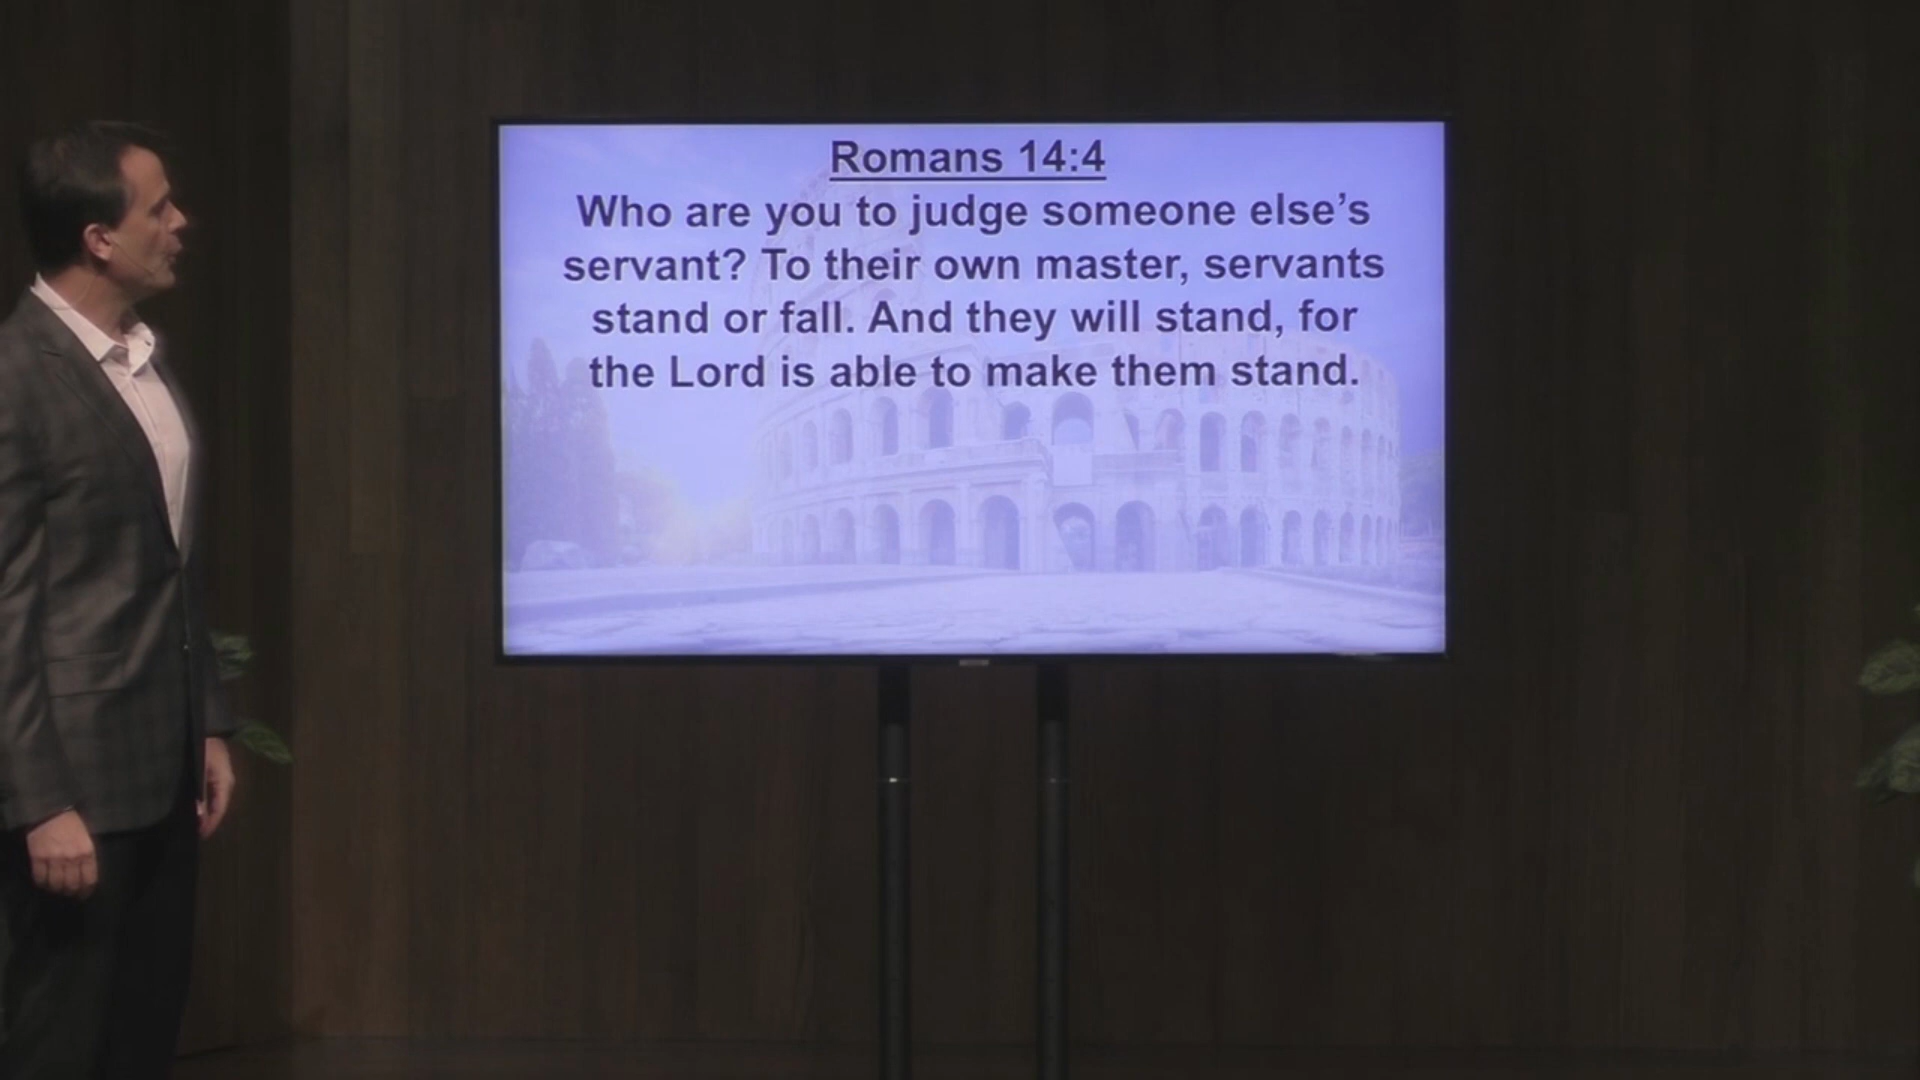 Romans 14:4
Who are you to judge someone else’s
servant? To their own master, servants
stand or fall. And they will stand, for
the Lord is able to make them stand.